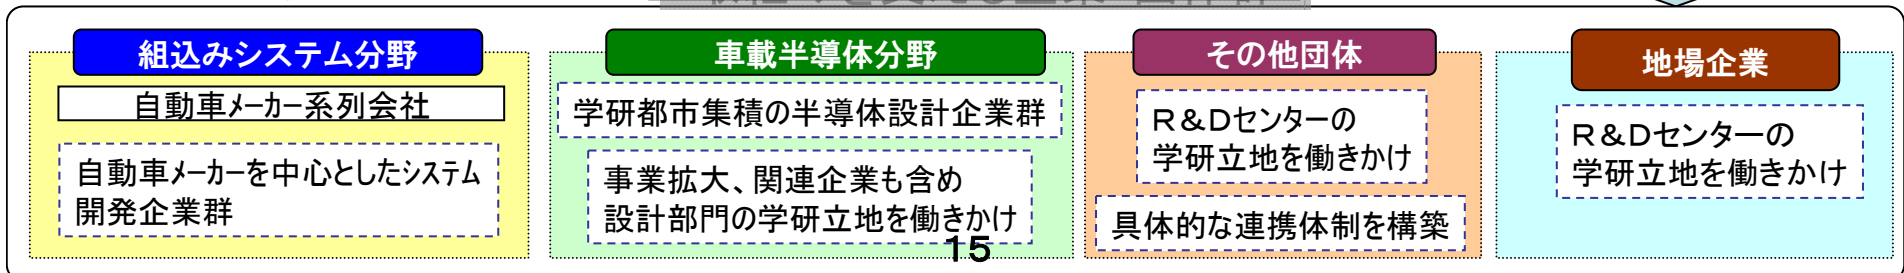 組込みシステム分野
自動車メーカー系列会社
自動車メーカーを中心としたシステム
開発企業群
車載半導体分野
学研都市集積の半導体設計企業群
事業拡大、関連企業も含め
設計部門の学研立地を働きかけ
その他団体
R&Dセンターの
学研立地を働きかけ
具体的な連携体制を構築
地場企業
R&Dセンターの
学研立地を働きかけ
15